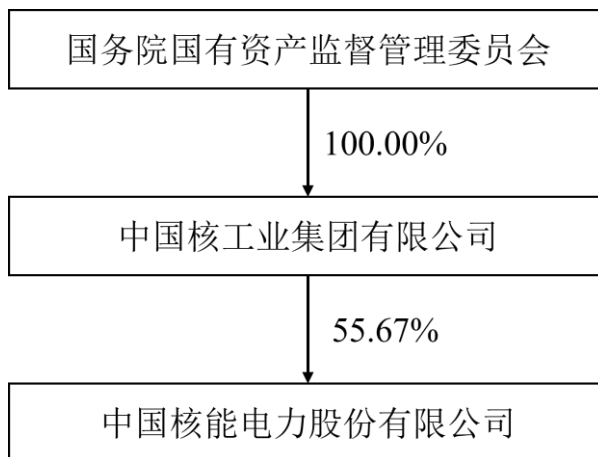 国务院国有资产监督管理委员会
100.00%
中国核工业集团有限公司
55.67%
中国核能电力股份有限公司